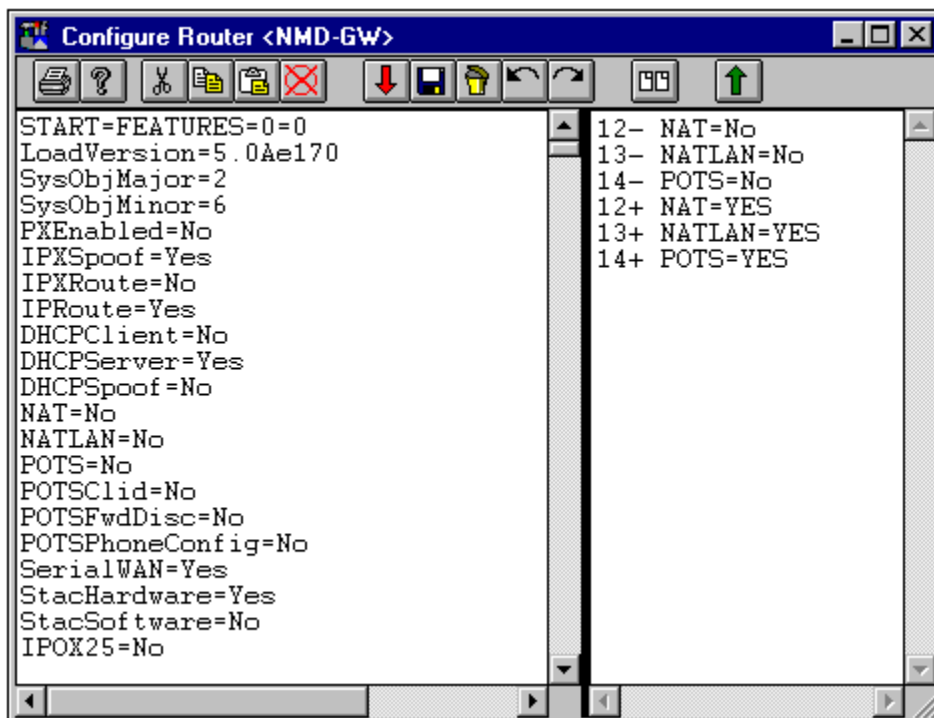 Configure Router <NMD-GW>
START=FEATURES=0=0
LoadVersion=5.0Ae170
SysObjMajor=2
SysObjMinor=6
PXEnabled=No
IPXSpoof=Yes
IPXRoute=No
IPRoute=Yes
DHCPClient=No
DHCPServer=Yes
DHCPSpoof=No
NAT=No
NATLAN=No
POTS=No
POTSClid=No
POTSFwdDisc=No
POTSPhoneConfig=No
SerialWAN=Yes
StacHardware=Yes
StacSoftware=No
IPOX25=No
12- NAT=No
13- NATLAN=No
14- POTS=No
12+ NAT=YES
13+ NATLAN=YES
14+ POTS=YES